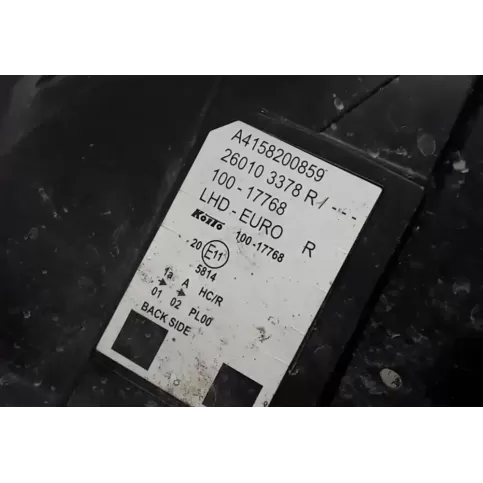 A4158200859
26010 3378 R/ ---
100-17768
LHD-EURO R
KOITO 100-17768
20 E11
5814
1a A HC/R
01 02 PL00
BACK SIDE